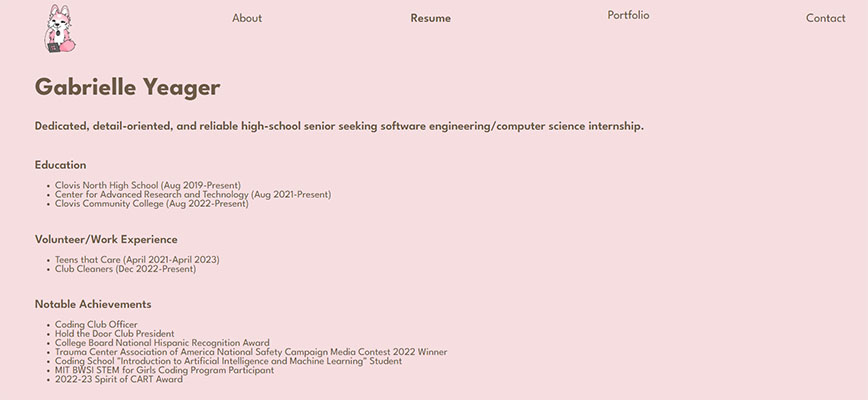 About
Resume
Portfolio
Contact
Gabrielle Yeager
Dedicated, detail-oriented, and reliable high-school senior seeking software engineering/computer science internship.
Education
• Clovis North High School (Aug 2019-Present)
• Center for Advanced Research and Technology (Aug 2021-Present)
• Clovis Community College (Aug 2022-Present)
Volunteer/Work Experience
• Teens that Care (April 2021-April 2023)
• Club Cleaners (Dec 2022-Present)
Notable Achievements
• Coding Club Officer
• Hold the Door Club President
• College Board National Hispanic Recognition Award
• Trauma Center Association of America National Safety Campaign Media Contest 2022 Winner
• Coding School "Introduction to Artificial Intelligence and Machine Learning" Student
• MIT BWSI STEM for Girls Coding Program Participant
• 2022-23 Spirit of CART Award